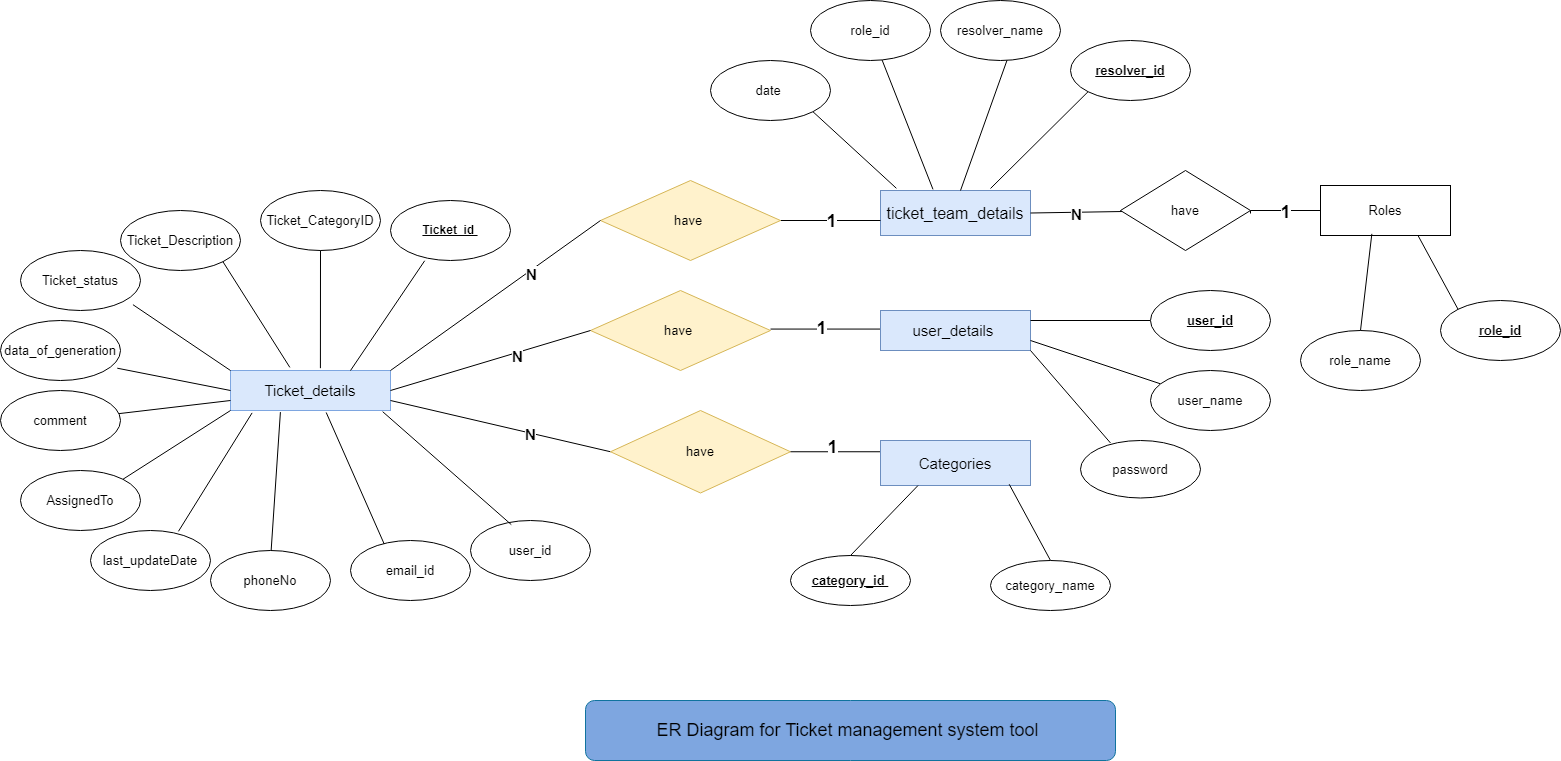 role_id
resolver_name
resolver_id
date
Ticket_CategoryID
Ticket_id
Ticket_Description
Ticket_status
data_of_generation
comment
AssignedTo
last_updateDate
phoneNo
email_id
user_id
Ticket_details
N
have
1
ticket_team_details
N
have
1
Roles
role_name
role_id
N
have
1
user_details
user_id
user_name
password
N
have
1
Categories
category_id
category_name
ER Diagram for Ticket management system tool